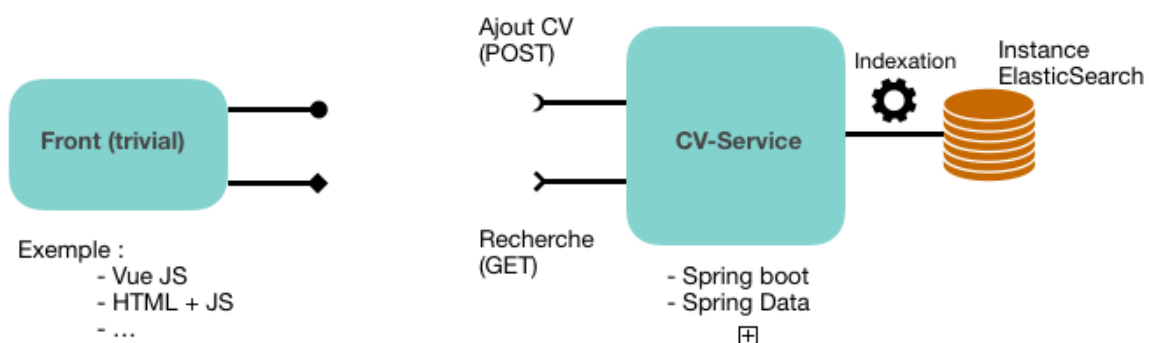 Ajout CV
(POST)
Indexation
Instance
ElasticSearch
Front (trivial)
CV-Service
Exemple :
- Vue JS
- HTML + JS
- ...
Recherche
(GET)
- Spring boot
- Spring Data